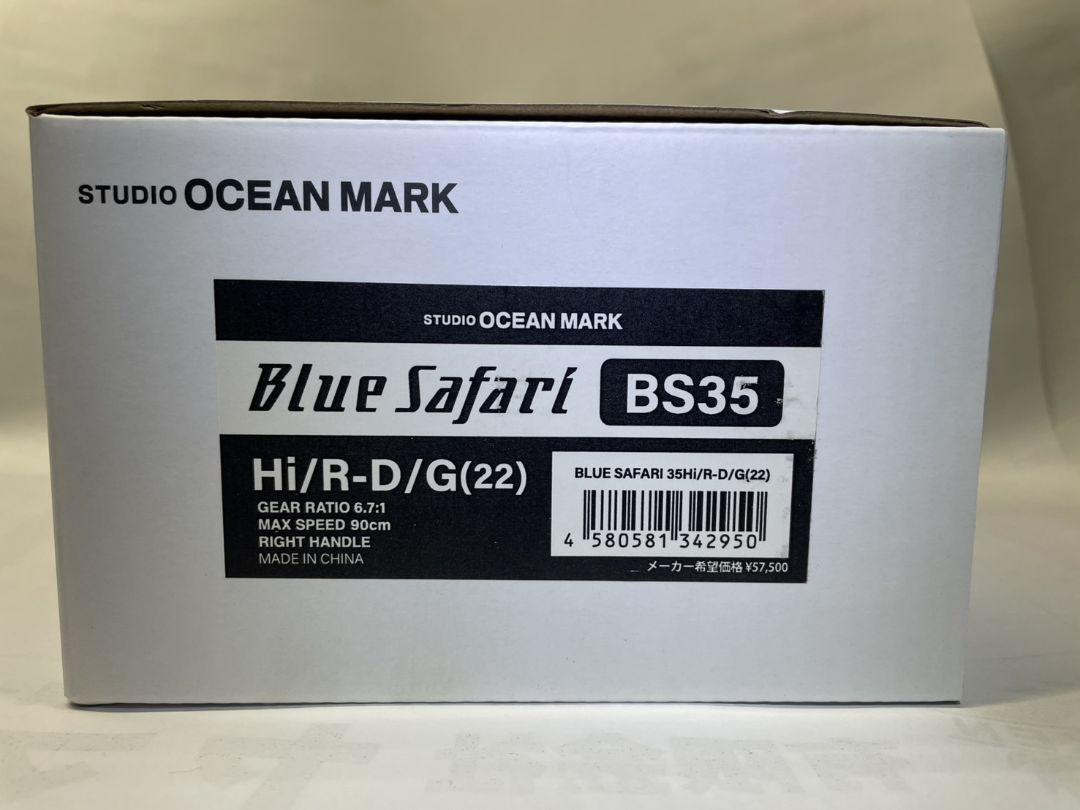 STUDIO OCEAN MARK
STUDIO OCEAN MARK
Blue Safari BS35
Hi/R-D/G(22)
GEAR RATIO 6.7:1
MAX SPEED 90cm
RIGHT HANDLE
MADE IN CHINA
BLUE SAFARI 35Hi/R-D/G(22)
4 580581 342950
メーカー希望価格 ¥57,500